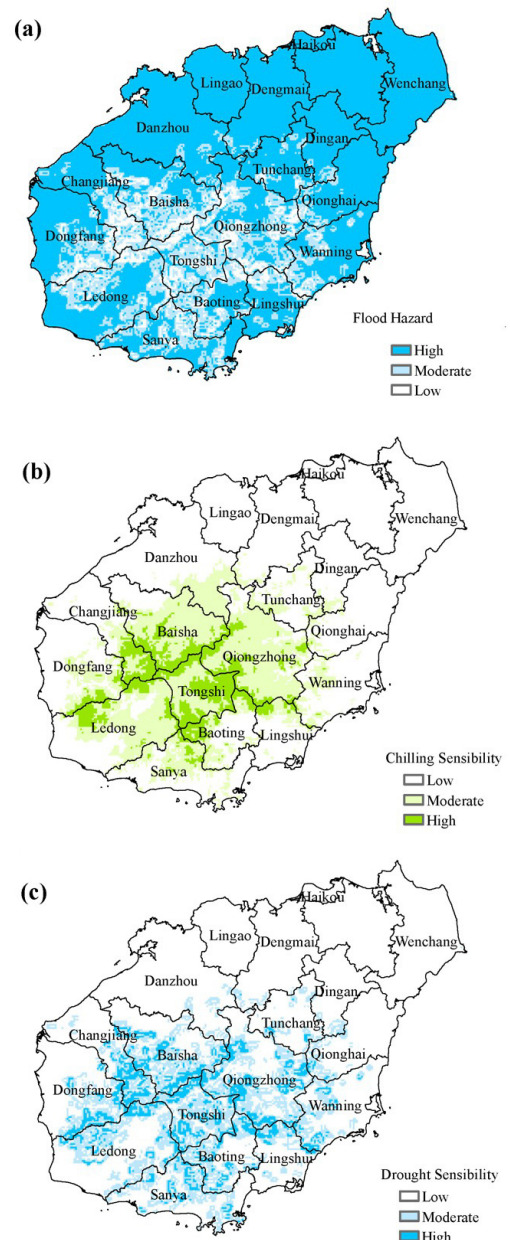 (a)
Haikou
Lingao
Dengmai
Wenchang
Danzhou
Dingan
Tunchang
Changjiang
Baisha
Qionghai
Qiongzhong
Dongfang
Wanning
Tongshi
Ledong
Baoting
Lingshui
Sanya
Flood Hazard
High
Moderate
Low
(b)
Haikou
Lingao
Dengmai
Wenchang
Danzhou
Dingan
Tunchang
Changjiang
Baisha
Qionghai
Qiongzhong
Dongfang
Wanning
Tongshi
Ledong
Baoting
Lingshui
Sanya
Chilling Sensibility
Low
Moderate
High
(c)
Haikou
Lingao
Dengmai
Wenchang
Danzhou
Dingan
Tunchang
Changjiang
Baisha
Qionghai
Qiongzhong
Dongfang
Wanning
Tongshi
Ledong
Baoting
Lingshui
Sanya
Drought Sensibility
Low
Moderate
High